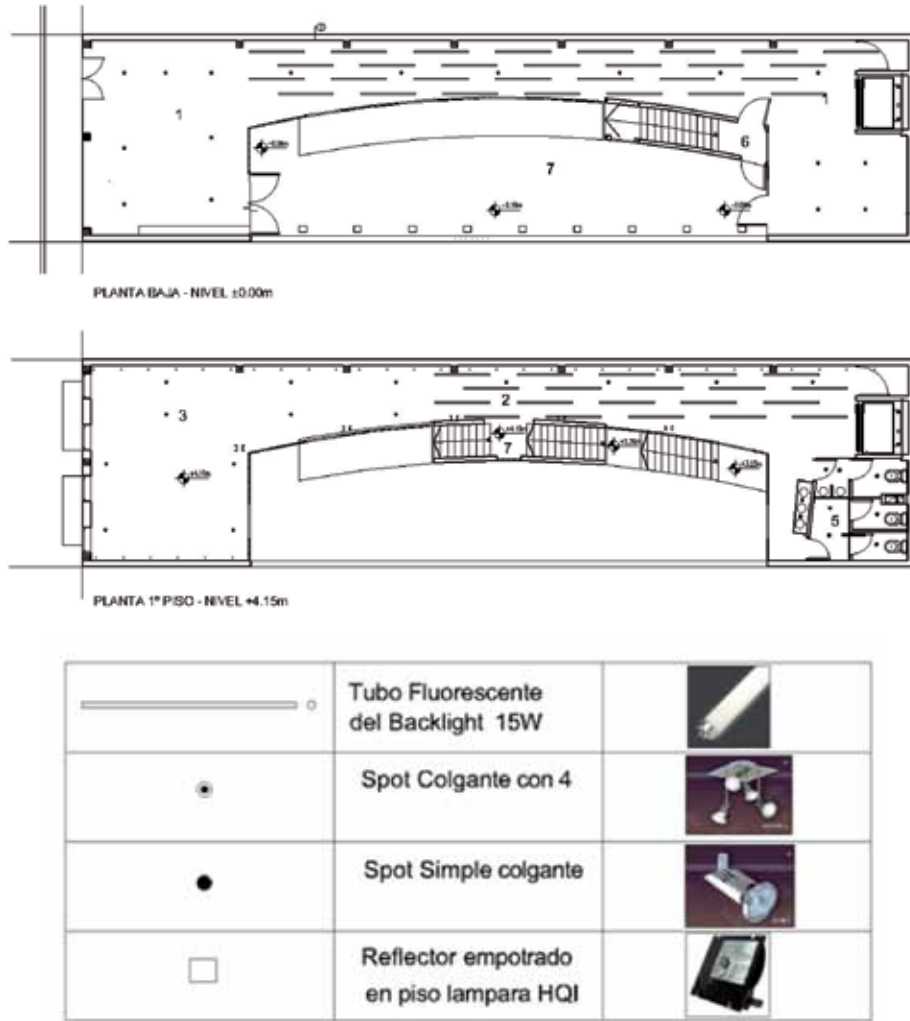 1
7
6
1
PLANTA BAJA - NIVEL ±0.00m
3
2
7
5
PLANTA 1º PISO - NIVEL +4.15m
Tubo Fluorescente
del Backlight 15W
Spot Colgante con 4
Spot Simple colgante
Reflector empotrado
en piso lampara HQI